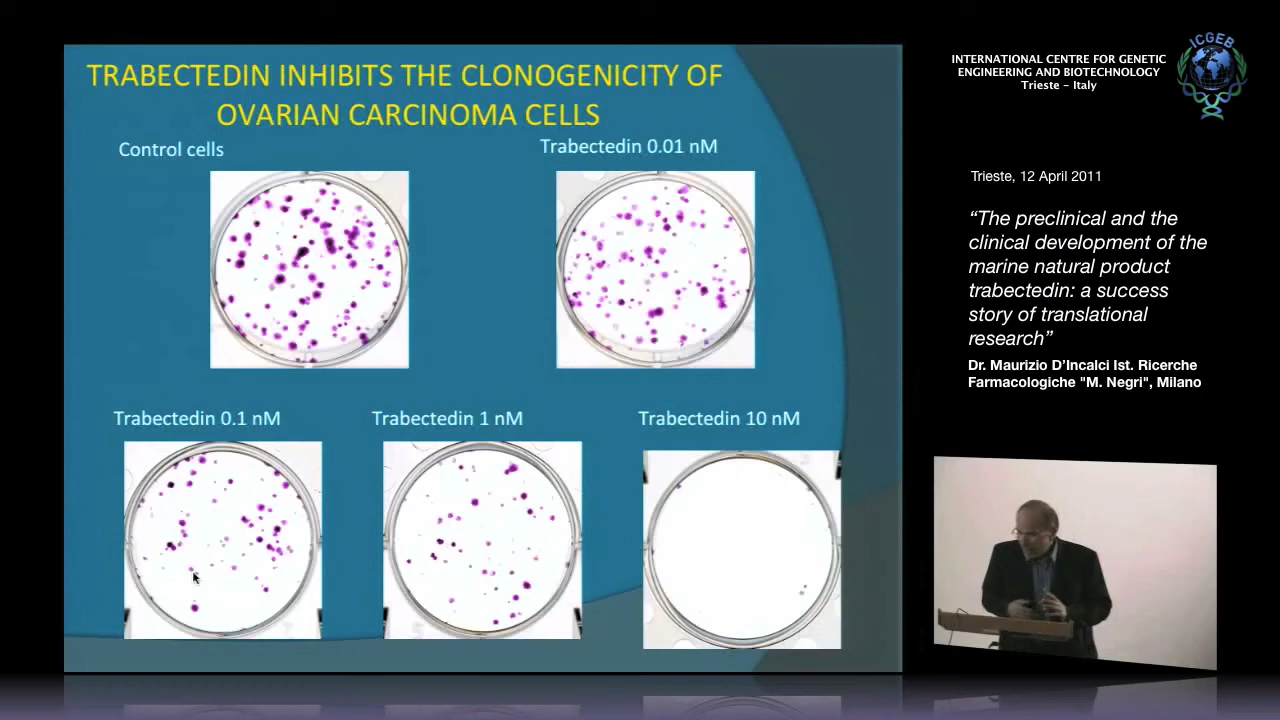 TRABECTEDIN INHIBITS THE CLONOGENICITY OF
OVARIAN CARCINOMA CELLS
Control cells
Trabectedin 0.01 nM
Trabectedin 0.1 nM
Trabectedin 1 nM
Trabectedin 10 nM
INTERNATIONAL CENTRE FOR GENETIC
ENGINEERING AND BIOTECHNOLOGY
Trieste – Italy
ICGEB
Trieste, 12 April 2011
“The preclinical and the
clinical development of the
marine natural product
trabectedin: a success
story of translational
research”
Dr. Maurizio D’Incalci Ist. Ricerche
Farmacologiche "M. Negri", Milano